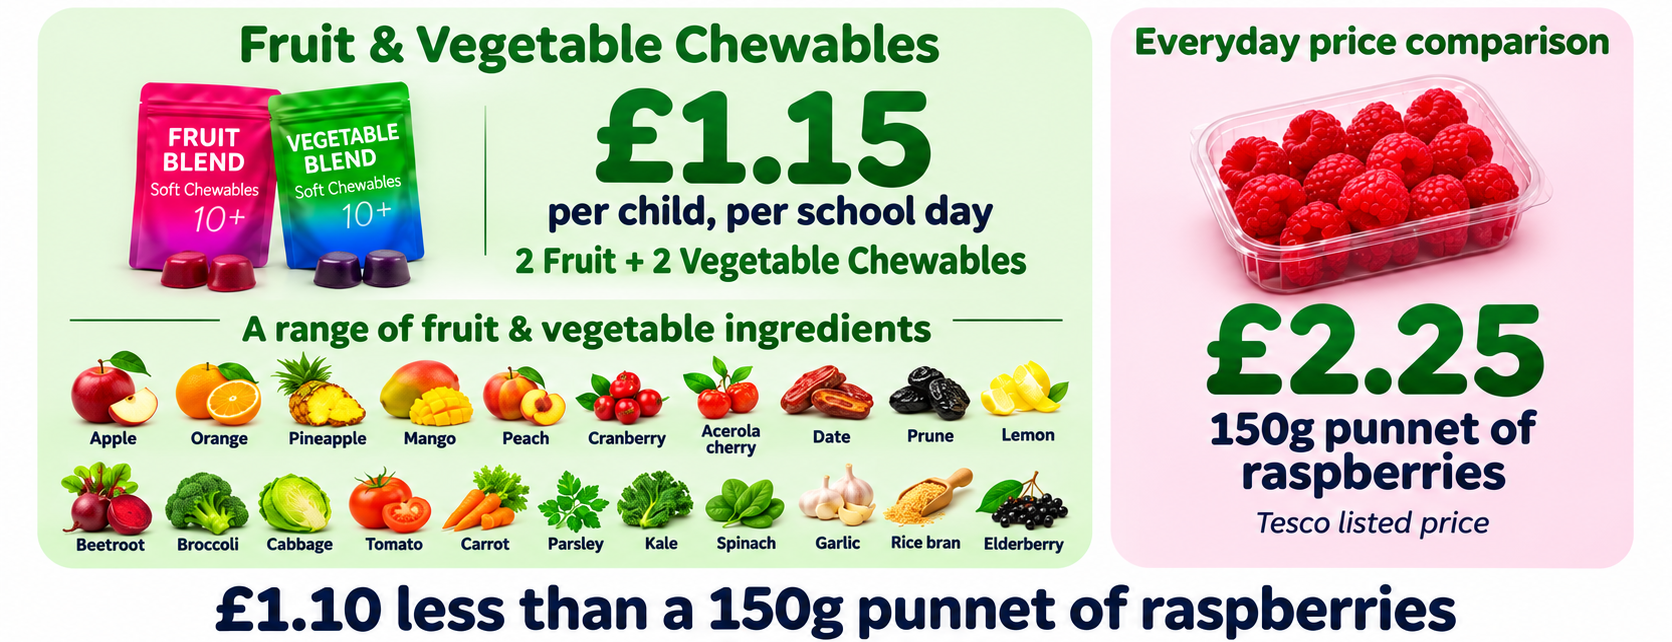 Fruit & Vegetable Chewables
FRUIT
BLEND
Soft Chewables
10+
VEGETABLE
BLEND
Soft Chewables
10+
£1.15
per child, per school day
2 Fruit + 2 Vegetable Chewables
A range of fruit & vegetable ingredients
Apple
Orange
Pineapple
Mango
Peach
Cranberry
Acerola
cherry
Date
Prune
Lemon
Beetroot
Broccoli
Cabbage
Tomato
Carrot
Parsley
Kale
Spinach
Garlic
Rice bran
Elderberry
Everyday price comparison
£2.25
150g punnet of
raspberries
Tesco listed price
£1.10 less than a 150g punnet of raspberries